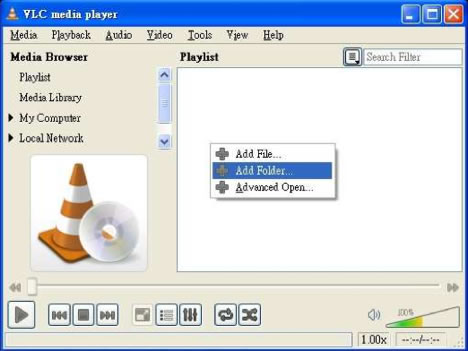 VLC media player
Media Playback Audio Video Tools View Help
Media Browser
Playlist
Media Library
My Computer
Local Network
Playlist
Search Filter
Add File...
Add Folder...
Advanced Open...
100%
1.00x
--:--/--:--